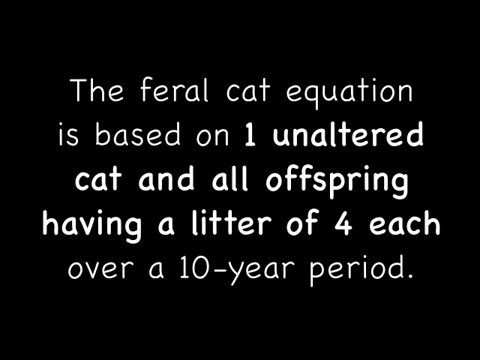 The feral cat equation
is based on 1 unaltered
cat and all offspring
having a litter of 4 each
over a 10-year period.